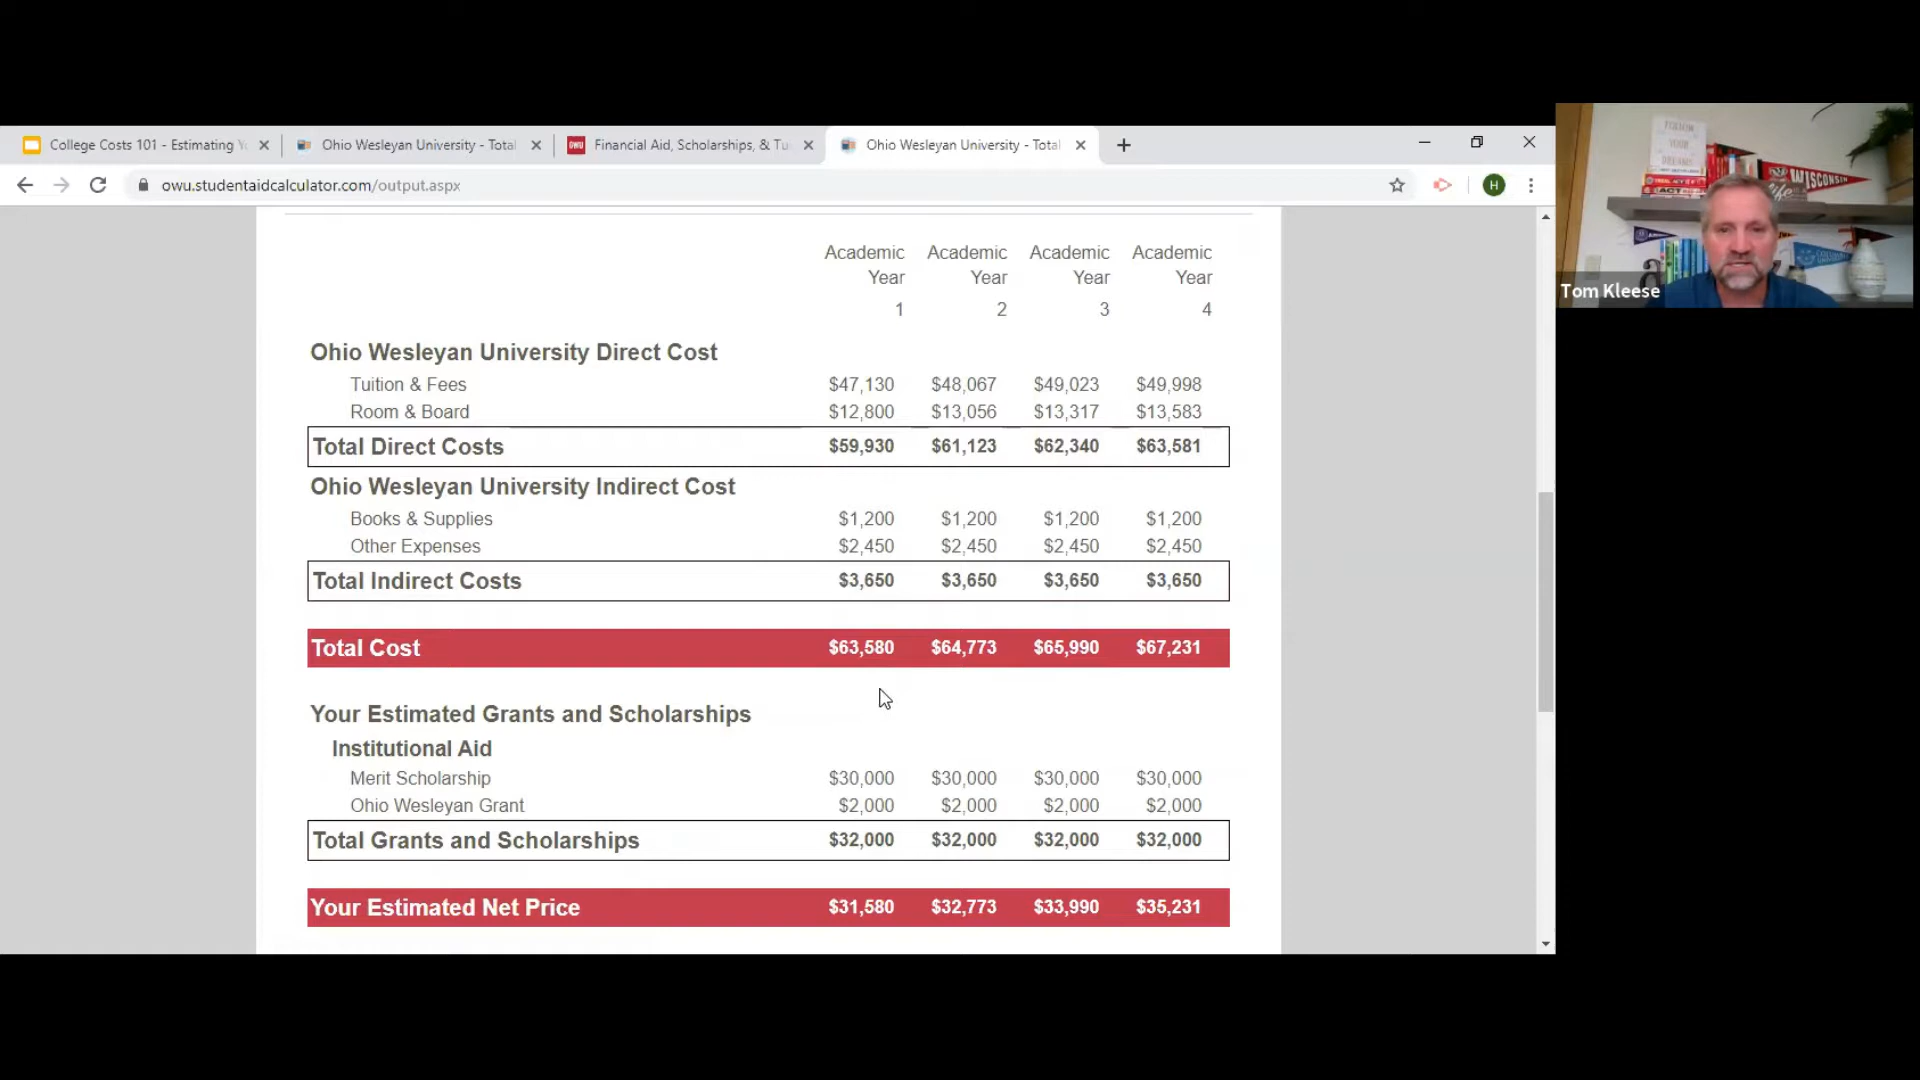 College Costs 101 - Estimating Y
Ohio Wesleyan University - Total
Financial Aid, Scholarships, & Tu
Ohio Wesleyan University - Total
owu.studentaidcalculator.com/output.aspx
H
Academic Year 1
Academic Year 2
Academic Year 3
Academic Year 4
Ohio Wesleyan University Direct Cost
Tuition & Fees $47,130 $48,067 $49,023 $49,998
Room & Board $12,800 $13,056 $13,317 $13,583
Total Direct Costs $59,930 $61,123 $62,340 $63,581
Ohio Wesleyan University Indirect Cost
Books & Supplies $1,200 $1,200 $1,200 $1,200
Other Expenses $2,450 $2,450 $2,450 $2,450
Total Indirect Costs $3,650 $3,650 $3,650 $3,650
Total Cost $63,580 $64,773 $65,990 $67,231
Your Estimated Grants and Scholarships
Institutional Aid
Merit Scholarship $30,000 $30,000 $30,000 $30,000
Ohio Wesleyan Grant $2,000 $2,000 $2,000 $2,000
Total Grants and Scholarships $32,000 $32,000 $32,000 $32,000
Your Estimated Net Price $31,580 $32,773 $33,990 $35,231
FOLLOW
YOUR
DREAMS
WISCONSIN
ACT
Tom Kleese